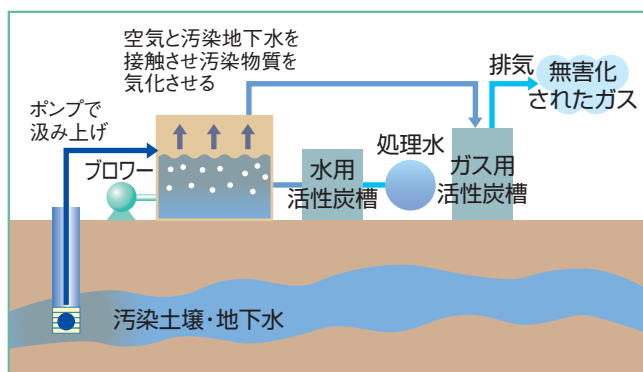 空気と汚染地下水を
接触させ汚染物質を
気化させる
排気
無害化
されたガス
ポンプで
汲み上げ
ブロワー
水用
活性炭槽
処理水
ガス用
活性炭槽
汚染土壌・地下水